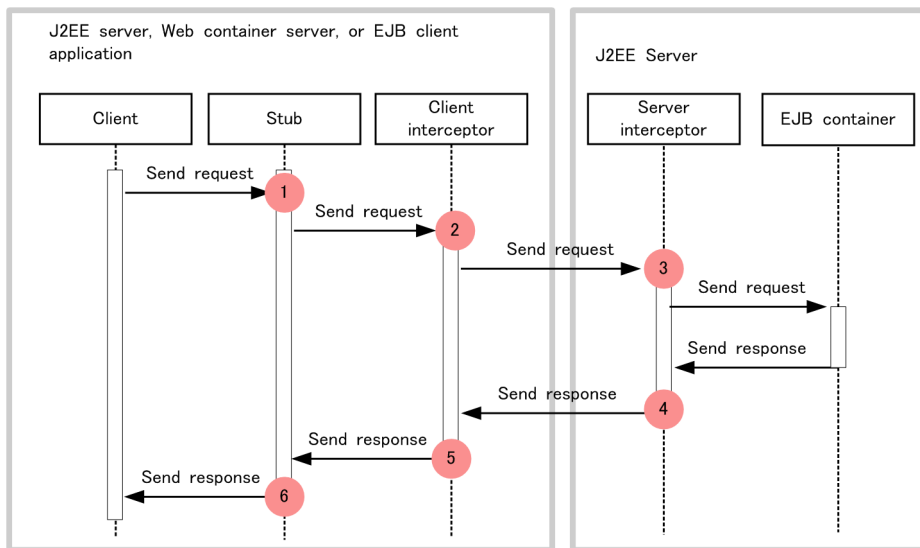 J2EE server, Web container server, or EJB client
application
J2EE Server
Client
Stub
Client
interceptor
Server
interceptor
EJB container
Send request
1
Send request
2
Send request
3
Send request
Send response
Send response
4
Send response
5
Send response
6